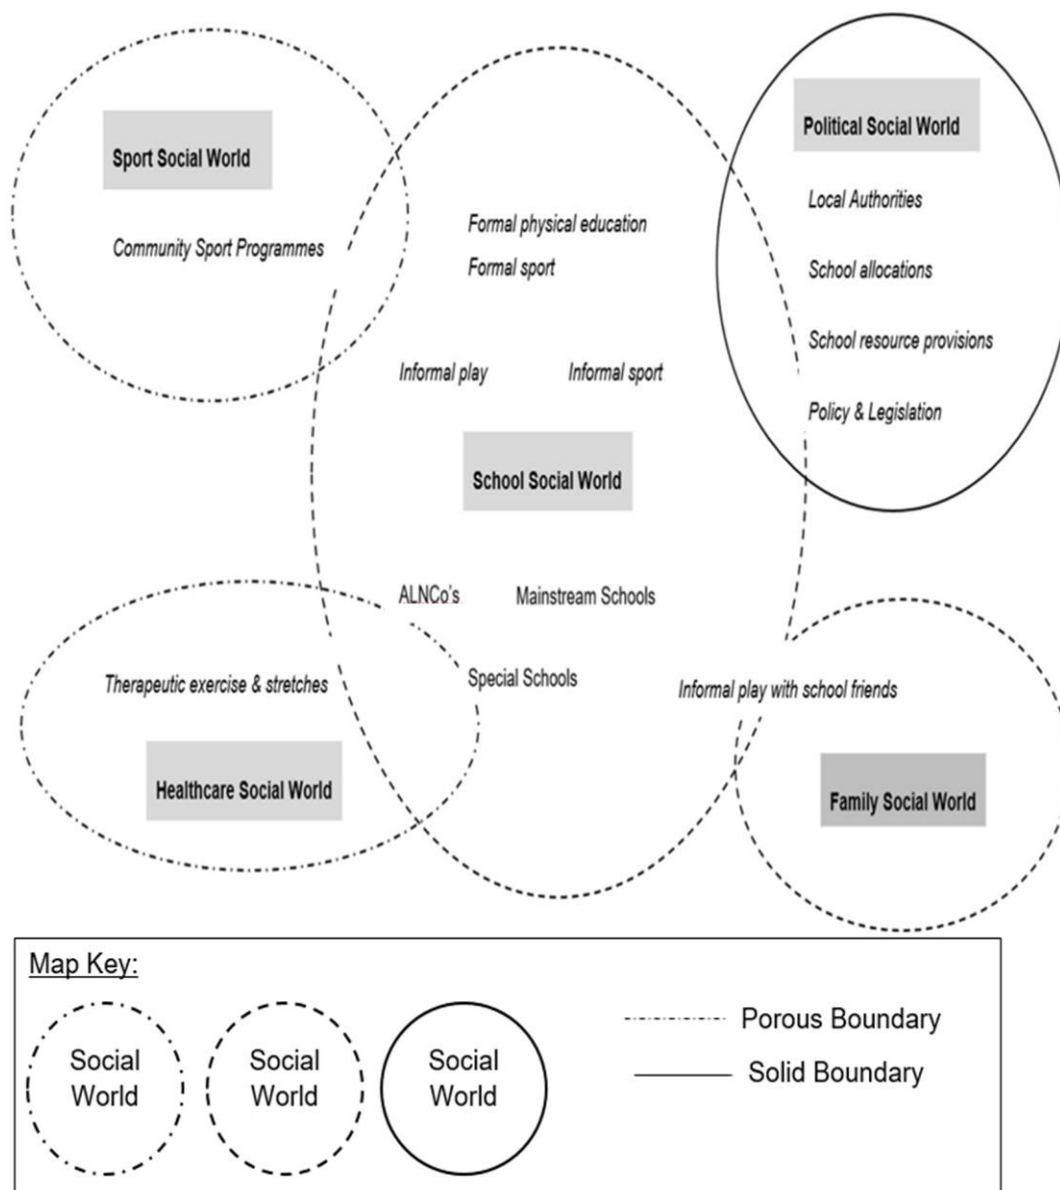 Sport Social World
Community Sport Programmes
Political Social World
Local Authorities
School allocations
School resource provisions
Policy & Legislation
Formal physical education
Formal sport
Informal play
Informal sport
School Social World
ALNCo's
Mainstream Schools
Special Schools
Therapeutic exercise & stretches
Healthcare Social World
Informal play with school friends
Family Social World
Map Key:
Social
World
Social
World
Social
World
Porous Boundary
Solid Boundary